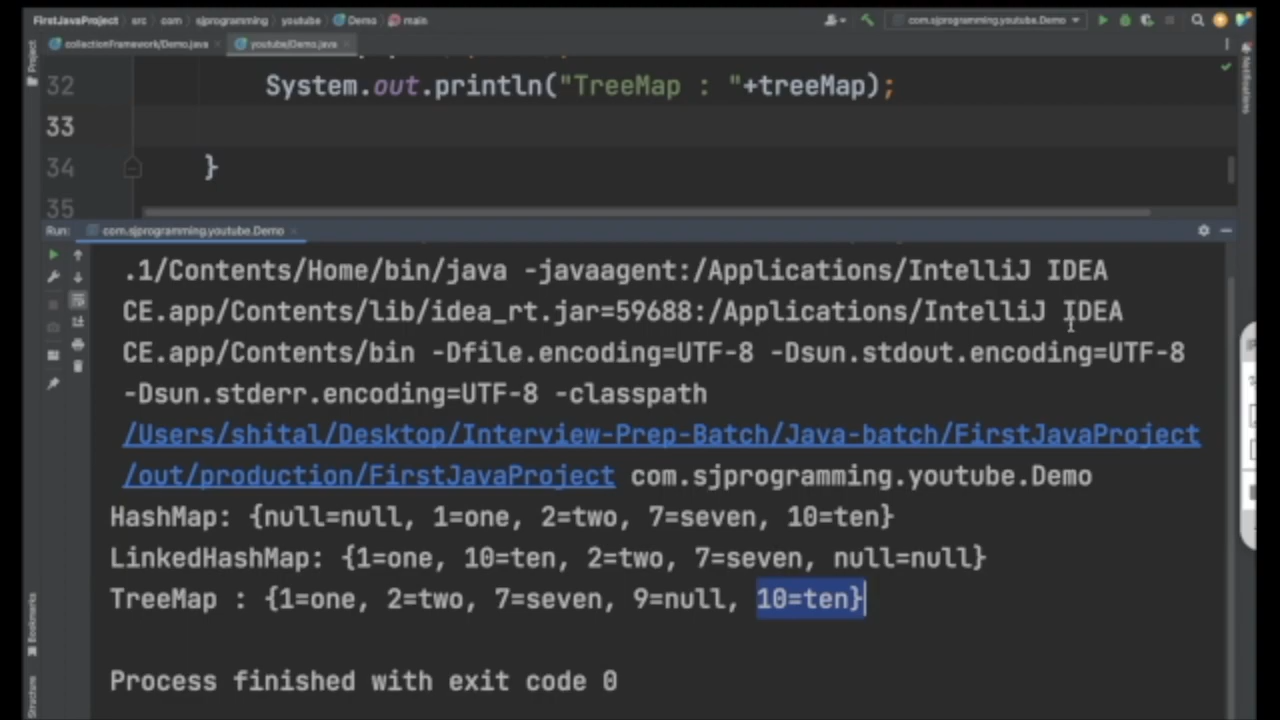 FirstJavaProject src com sjprogramming youtube Demo main com.sjprogramming.youtube.Demo
Project collectionFramework/Demo.java youtube/Demo.java Notifications
32 System.out.println("TreeMap : "+treeMap);
33
34 }
35
Run: com.sjprogramming.youtube.Demo
.1/Contents/Home/bin/java -javaagent:/Applications/IntelliJ IDEA
CE.app/Contents/lib/idea_rt.jar=59688:/Applications/IntelliJ IDEA
CE.app/Contents/bin -Dfile.encoding=UTF-8 -Dsun.stdout.encoding=UTF-8
-Dsun.stderr.encoding=UTF-8 -classpath
/Users/shital/Desktop/Interview-Prep-Batch/Java-batch/FirstJavaProject
/out/production/FirstJavaProject com.sjprogramming.youtube.Demo
HashMap: {null=null, 1=one, 2=two, 7=seven, 10=ten}
LinkedHashMap: {1=one, 10=ten, 2=two, 7=seven, null=null}
TreeMap : {1=one, 2=two, 7=seven, 9=null, 10=ten}
Bookmarks
Process finished with exit code 0
Structure